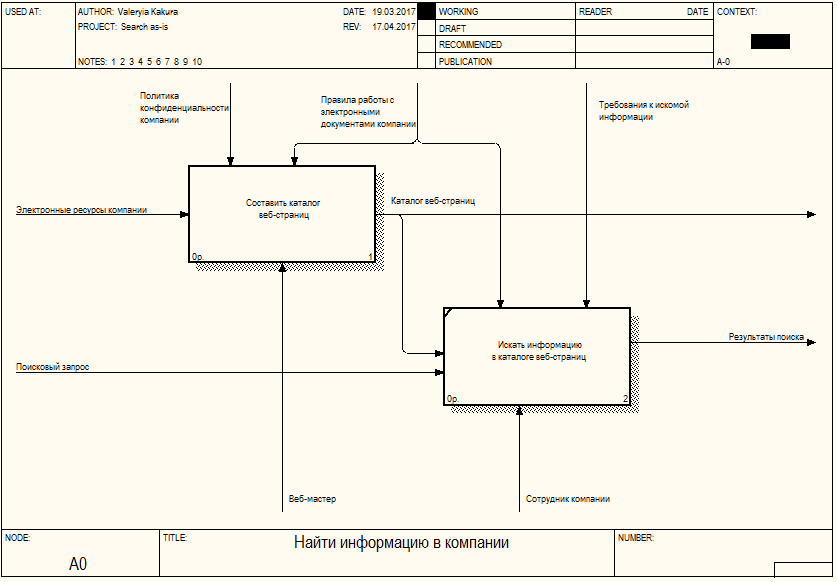 USED AT:
AUTHOR: Valeryia Kakura
DATE: 19.03.2017
WORKING
READER
DATE
CONTEXT:
PROJECT: Search as-is
REV: 17.04.2017
DRAFT
RECOMMENDED
NOTES: 1 2 3 4 5 6 7 8 9 10
PUBLICATION
A-0
Политика
конфиденциальности
компании
Правила работы с
электронными
документами компании
Требования к искомой
информации
Электронные ресурсы компании
Составить каталог
веб-страниц
0р.
1
Каталог веб-страниц
Поисковый запрос
Искать информацию
в каталоге веб-страниц
0р.
2
Результаты поиска
Веб-мастер
Сотрудник компании
NODE:
A0
TITLE:
Найти информацию в компании
NUMBER: